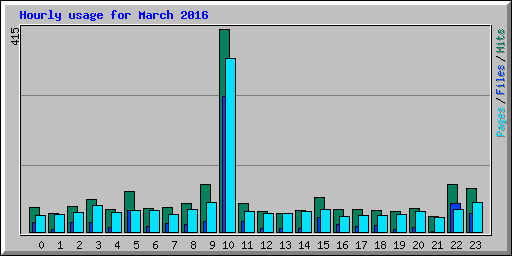 Hourly usage for March 2016
415
Pages/Files/Hits
0 1 2 3 4 5 6 7 8 9 10 11 12 13 14 15 16 17 18 19 20 21 22 23